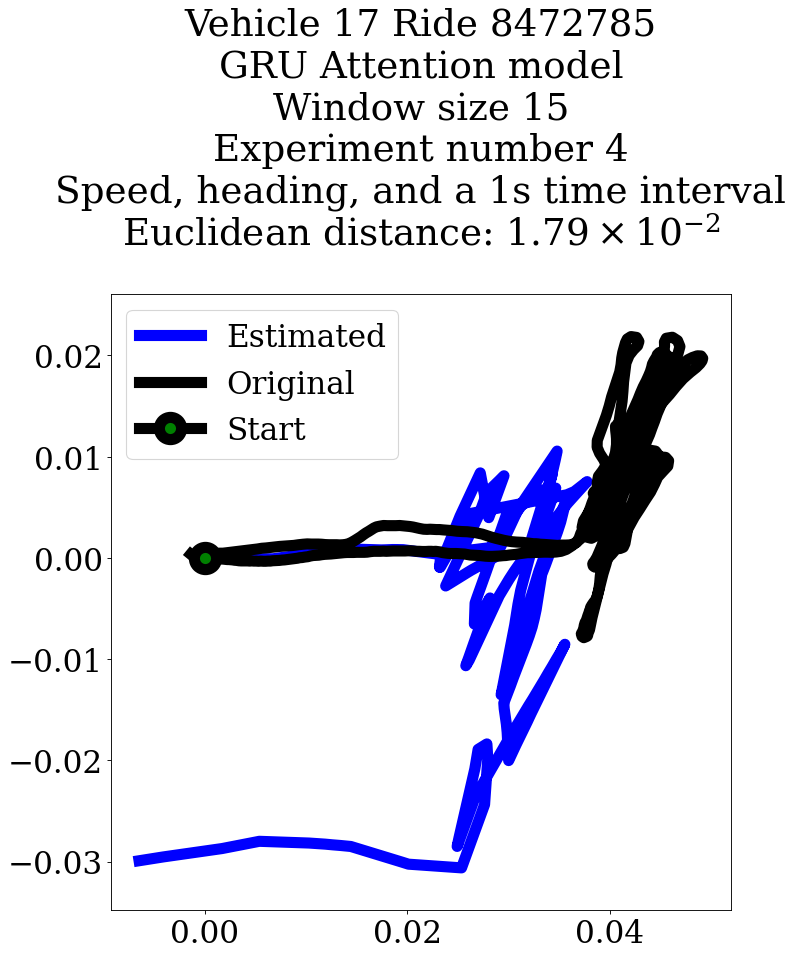 Vehicle 17 Ride 8472785
GRU Attention model
Window size 15
Experiment number 4
Speed, heading, and a 1s time interval
Euclidean distance: 1.79 × 10⁻²
Estimated
Original
Start
0.02
0.01
0.00
−0.01
−0.02
−0.03
0.00 0.02 0.04